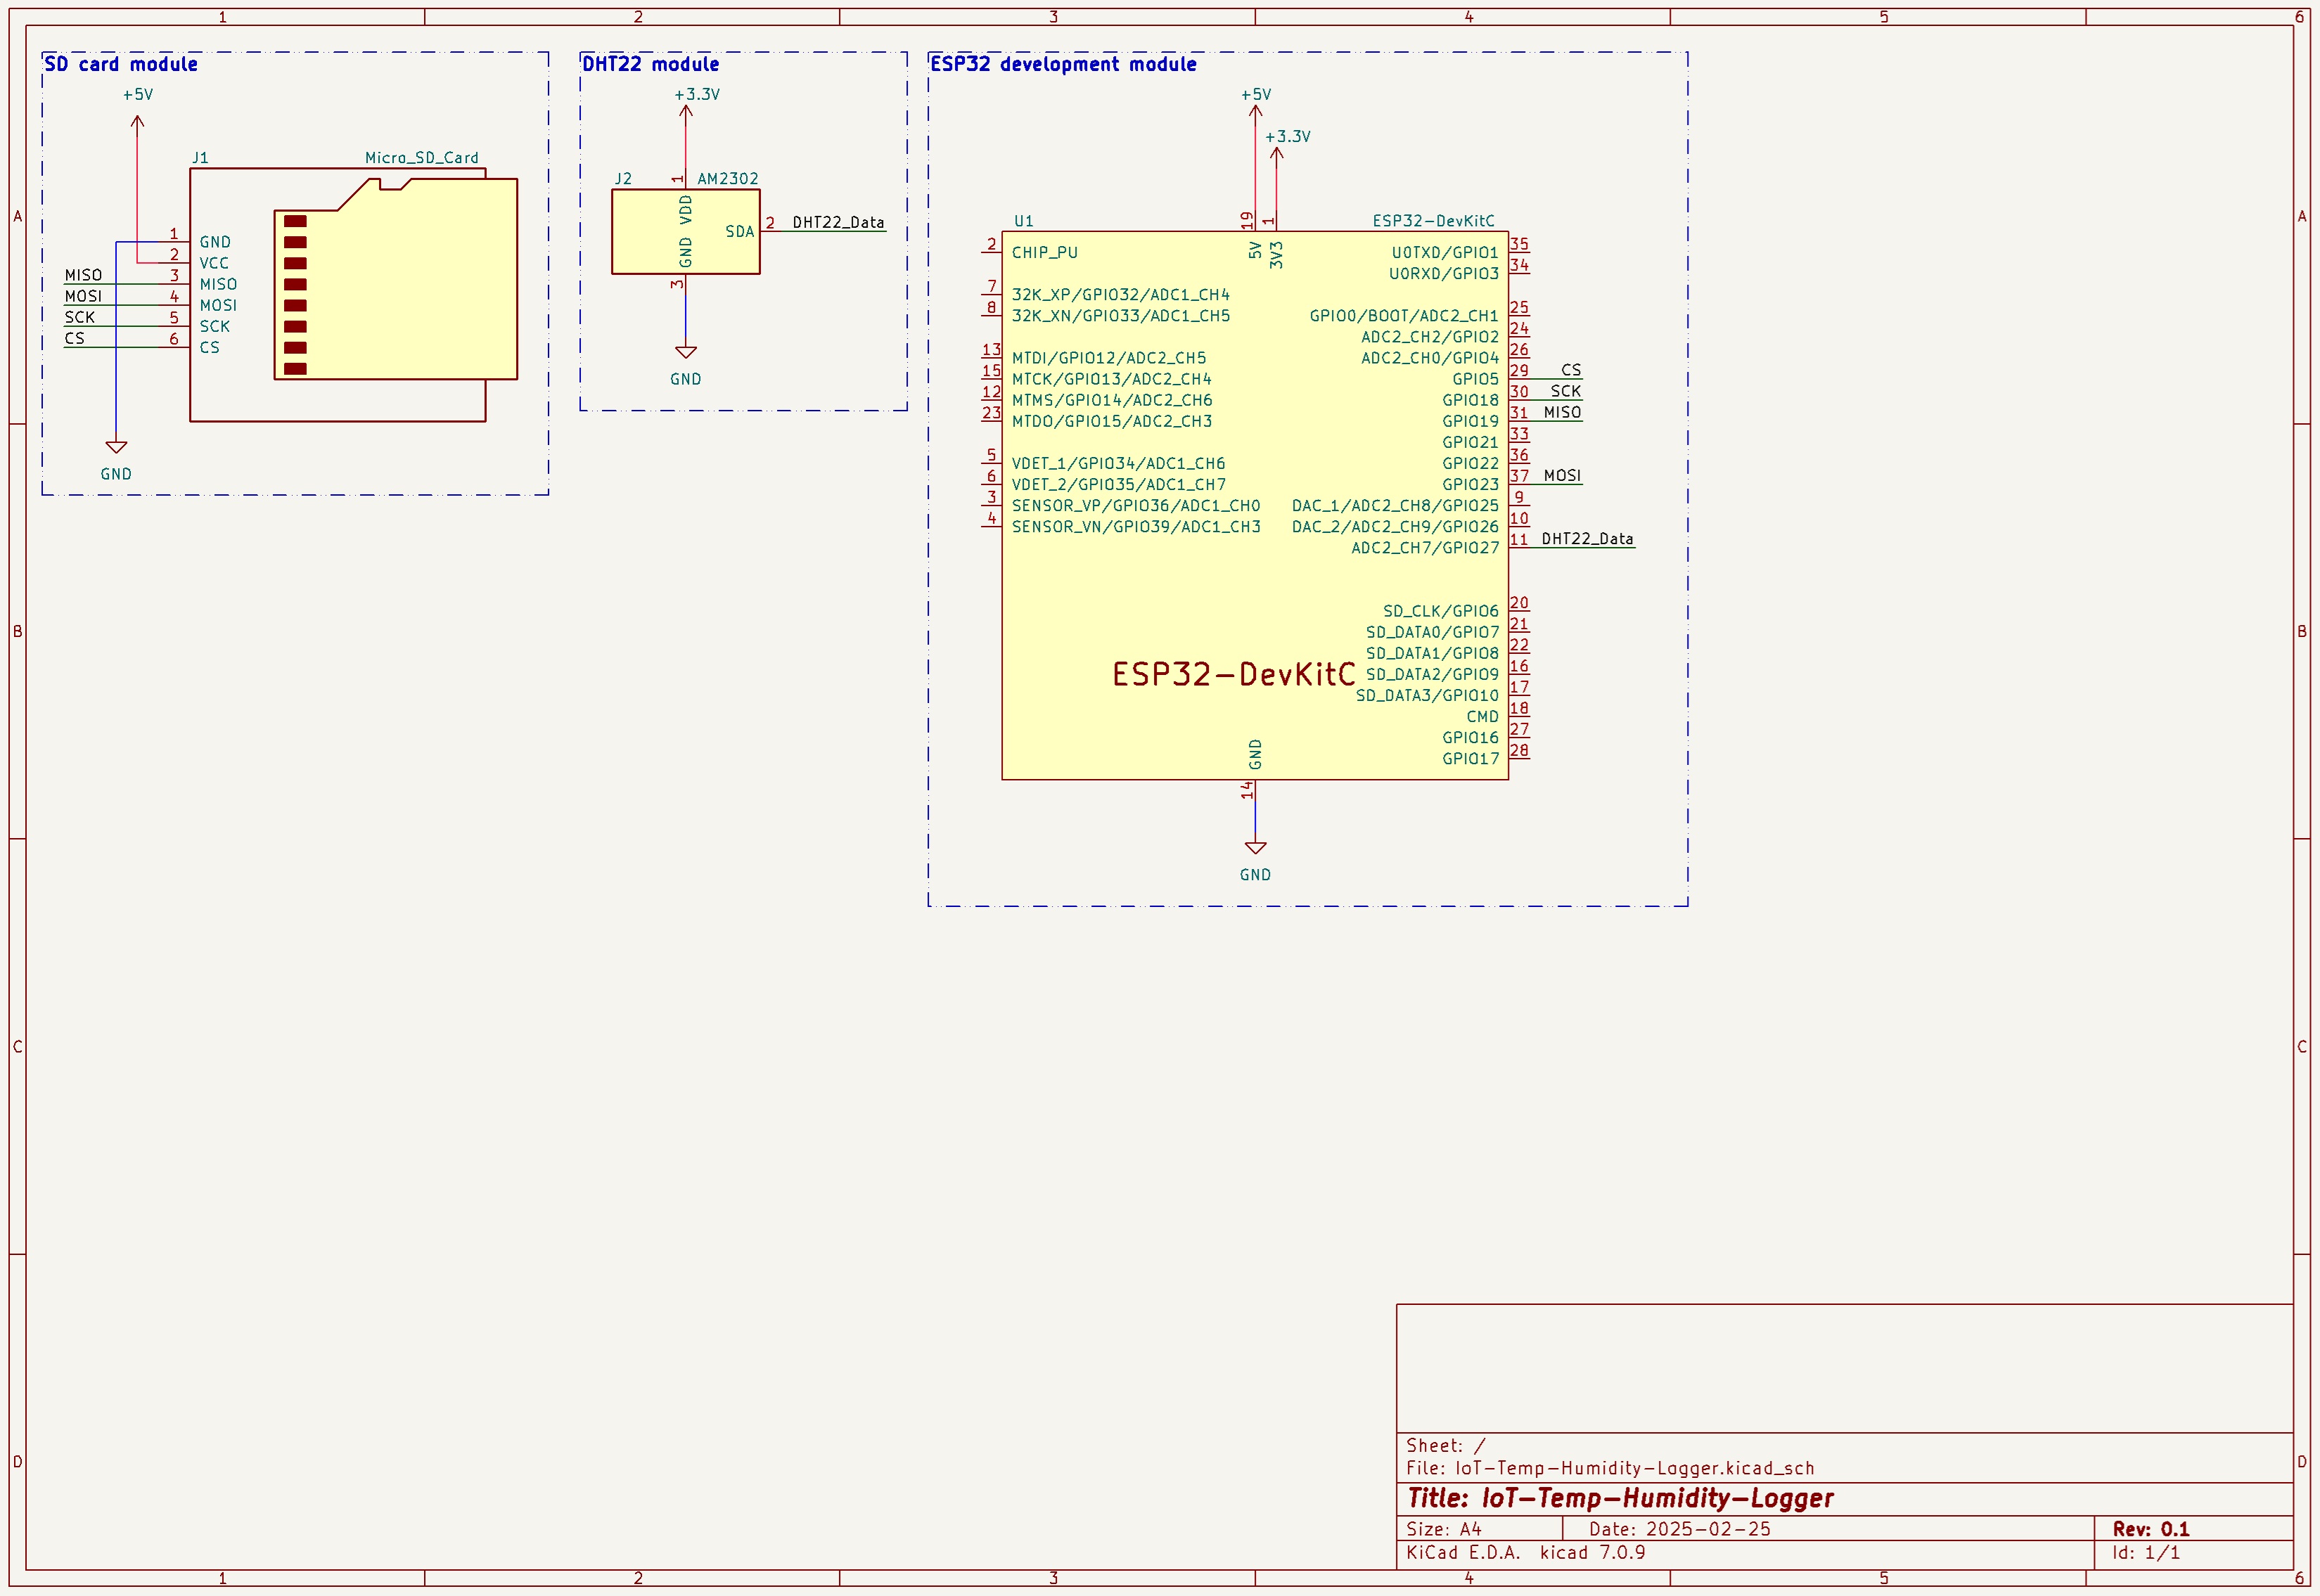 1 2 3 4 5 6
SD card module
+5V
J1 Micro_SD_Card
1 GND
2 VCC
MISO 3 MISO
MOSI 4 MOSI
SCK 5 SCK
CS 6 CS
GND
DHT22 module
+3.3V
J2 AM2302
1 VDD
SDA 2 DHT22_Data
GND 3
GND
ESP32 development module
+5V
+3.3V
U1 ESP32-DevKitC
19 5V
1 3V3
2 CHIP_PU
7 32K_XP/GPIO32/ADC1_CH4
8 32K_XN/GPIO33/ADC1_CH5
13 MTDI/GPIO12/ADC2_CH5
15 MTCK/GPIO13/ADC2_CH4
12 MTMS/GPIO14/ADC2_CH6
23 MTDO/GPIO15/ADC2_CH3
5 VDET_1/GPIO34/ADC1_CH6
6 VDET_2/GPIO35/ADC1_CH7
3 SENSOR_VP/GPIO36/ADC1_CH0
4 SENSOR_VN/GPIO39/ADC1_CH3
U0TXD/GPIO1 35
U0RXD/GPIO3 34
GPIO0/BOOT/ADC2_CH1 25
ADC2_CH2/GPIO2 24
ADC2_CH0/GPIO4 26
GPIO5 29 CS
GPIO18 30 SCK
GPIO19 31 MISO
GPIO21 33
GPIO22 36
GPIO23 37 MOSI
DAC_1/ADC2_CH8/GPIO25 9
DAC_2/ADC2_CH9/GPIO26 10
ADC2_CH7/GPIO27 11 DHT22_Data
SD_CLK/GPIO6 20
SD_DATA0/GPIO7 21
SD_DATA1/GPIO8 22
SD_DATA2/GPIO9 16
SD_DATA3/GPIO10 17
CMD 18
GPIO16 27
GPIO17 28
ESP32-DevKitC
GND
14
GND
A A
B B
C C
D D
Sheet: /
File: IoT-Temp-Humidity-Logger.kicad_sch
Title: IoT-Temp-Humidity-Logger
Size: A4 Date: 2025-02-25 Rev: 0.1
KiCad E.D.A. kicad 7.0.9 Id: 1/1
1 2 3 4 5 6